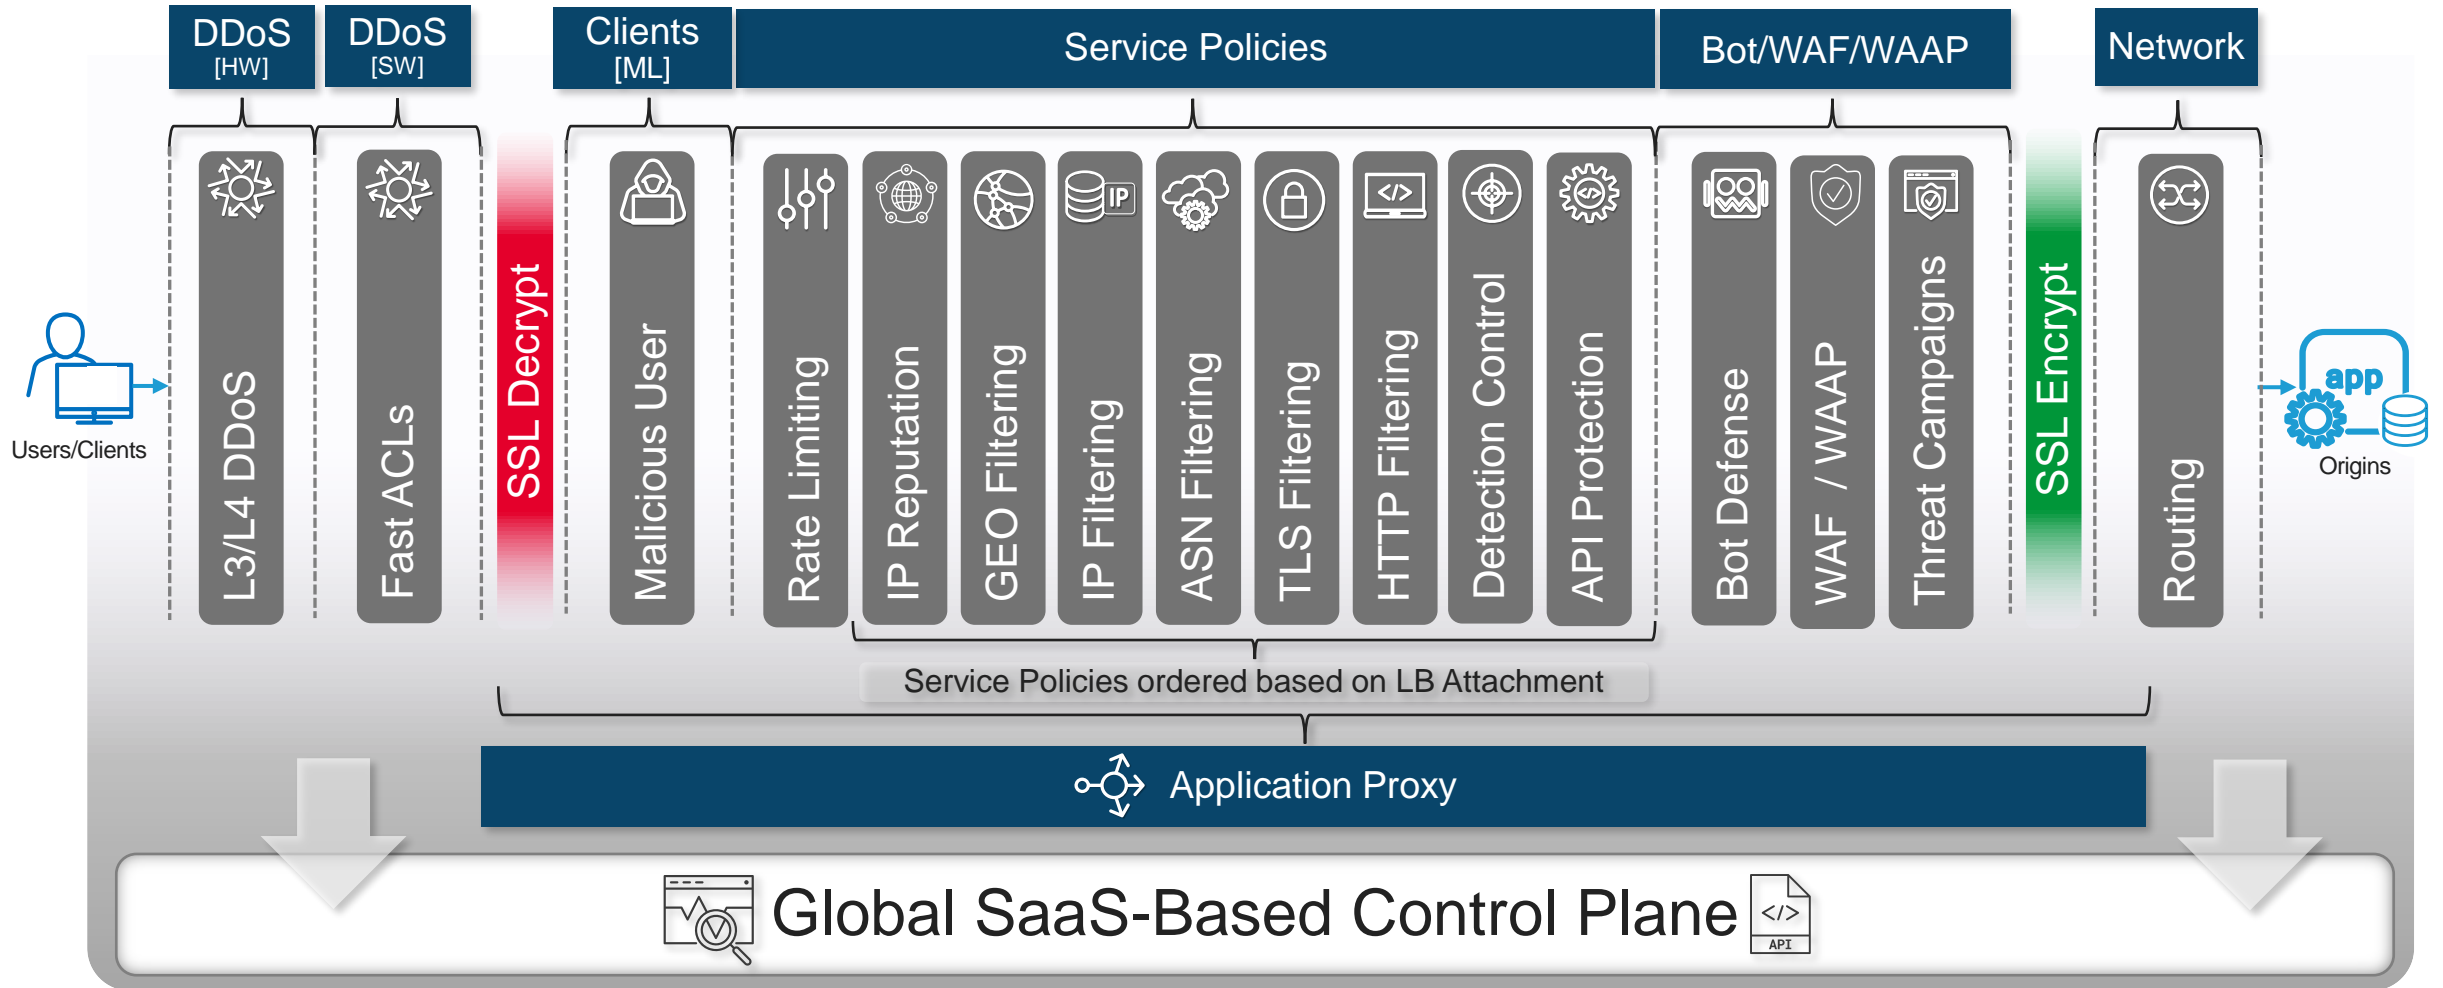 DDoS
[HW]
DDoS
[SW]
Clients
[ML]
Service Policies
Bot/WAF/WAAP
Network
Users/Clients
L3/L4 DDoS
Fast ACLs
SSL Decrypt
Malicious User
Rate Limiting
IP Reputation
GEO Filtering
IP
IP Filtering
ASN Filtering
TLS Filtering
</>
HTTP Filtering
Detection Control
</>
API Protection
Bot Defense
WAF / WAAP
Threat Campaigns
SSL Encrypt
Routing
app
Origins
Service Policies ordered based on LB Attachment
Application Proxy
Global SaaS-Based Control Plane
</>
API